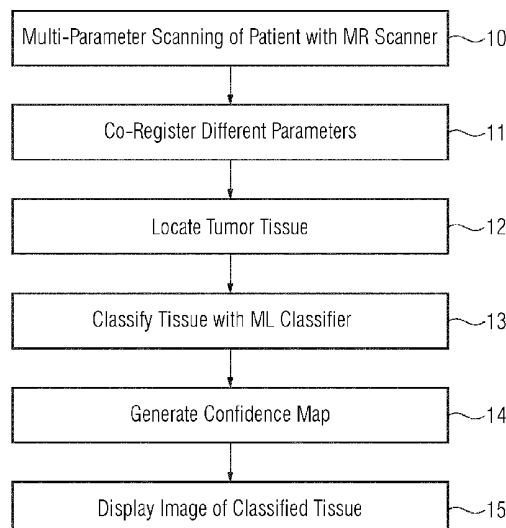 Multi-Parameter Scanning of Patient with MR Scanner 10
Co-Register Different Parameters 11
Locate Tumor Tissue 12
Classify Tissue with ML Classifier 13
Generate Confidence Map 14
Display Image of Classified Tissue 15